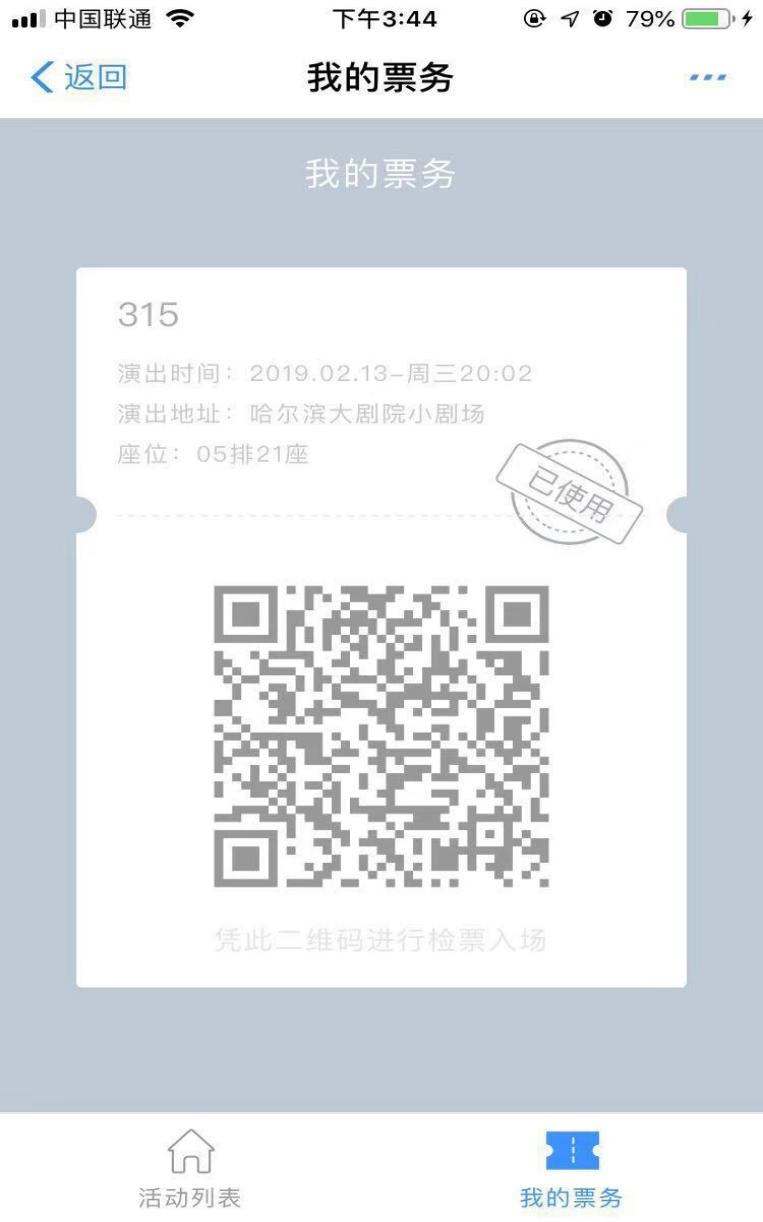 中国联通 下午3:44 79%
返回 我的票务
我的票务
315
演出时间：2019.02.13-周三20:02
演出地址：哈尔滨大剧院小剧场
座位：05排21座
已使用
凭此二维码进行检票入场
活动列表 我的票务